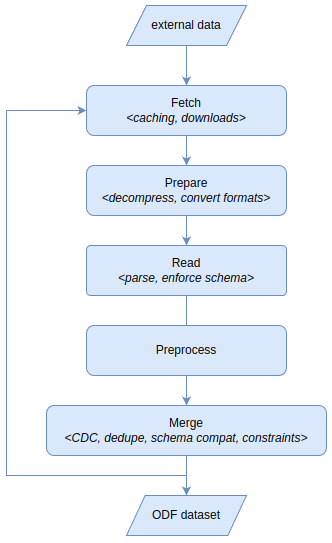 external data
Fetch
<caching, downloads>
Prepare
<decompress, convert formats>
Read
<parse, enforce schema>
Preprocess
Merge
<CDC, dedupe, schema compat, constraints>
ODF dataset